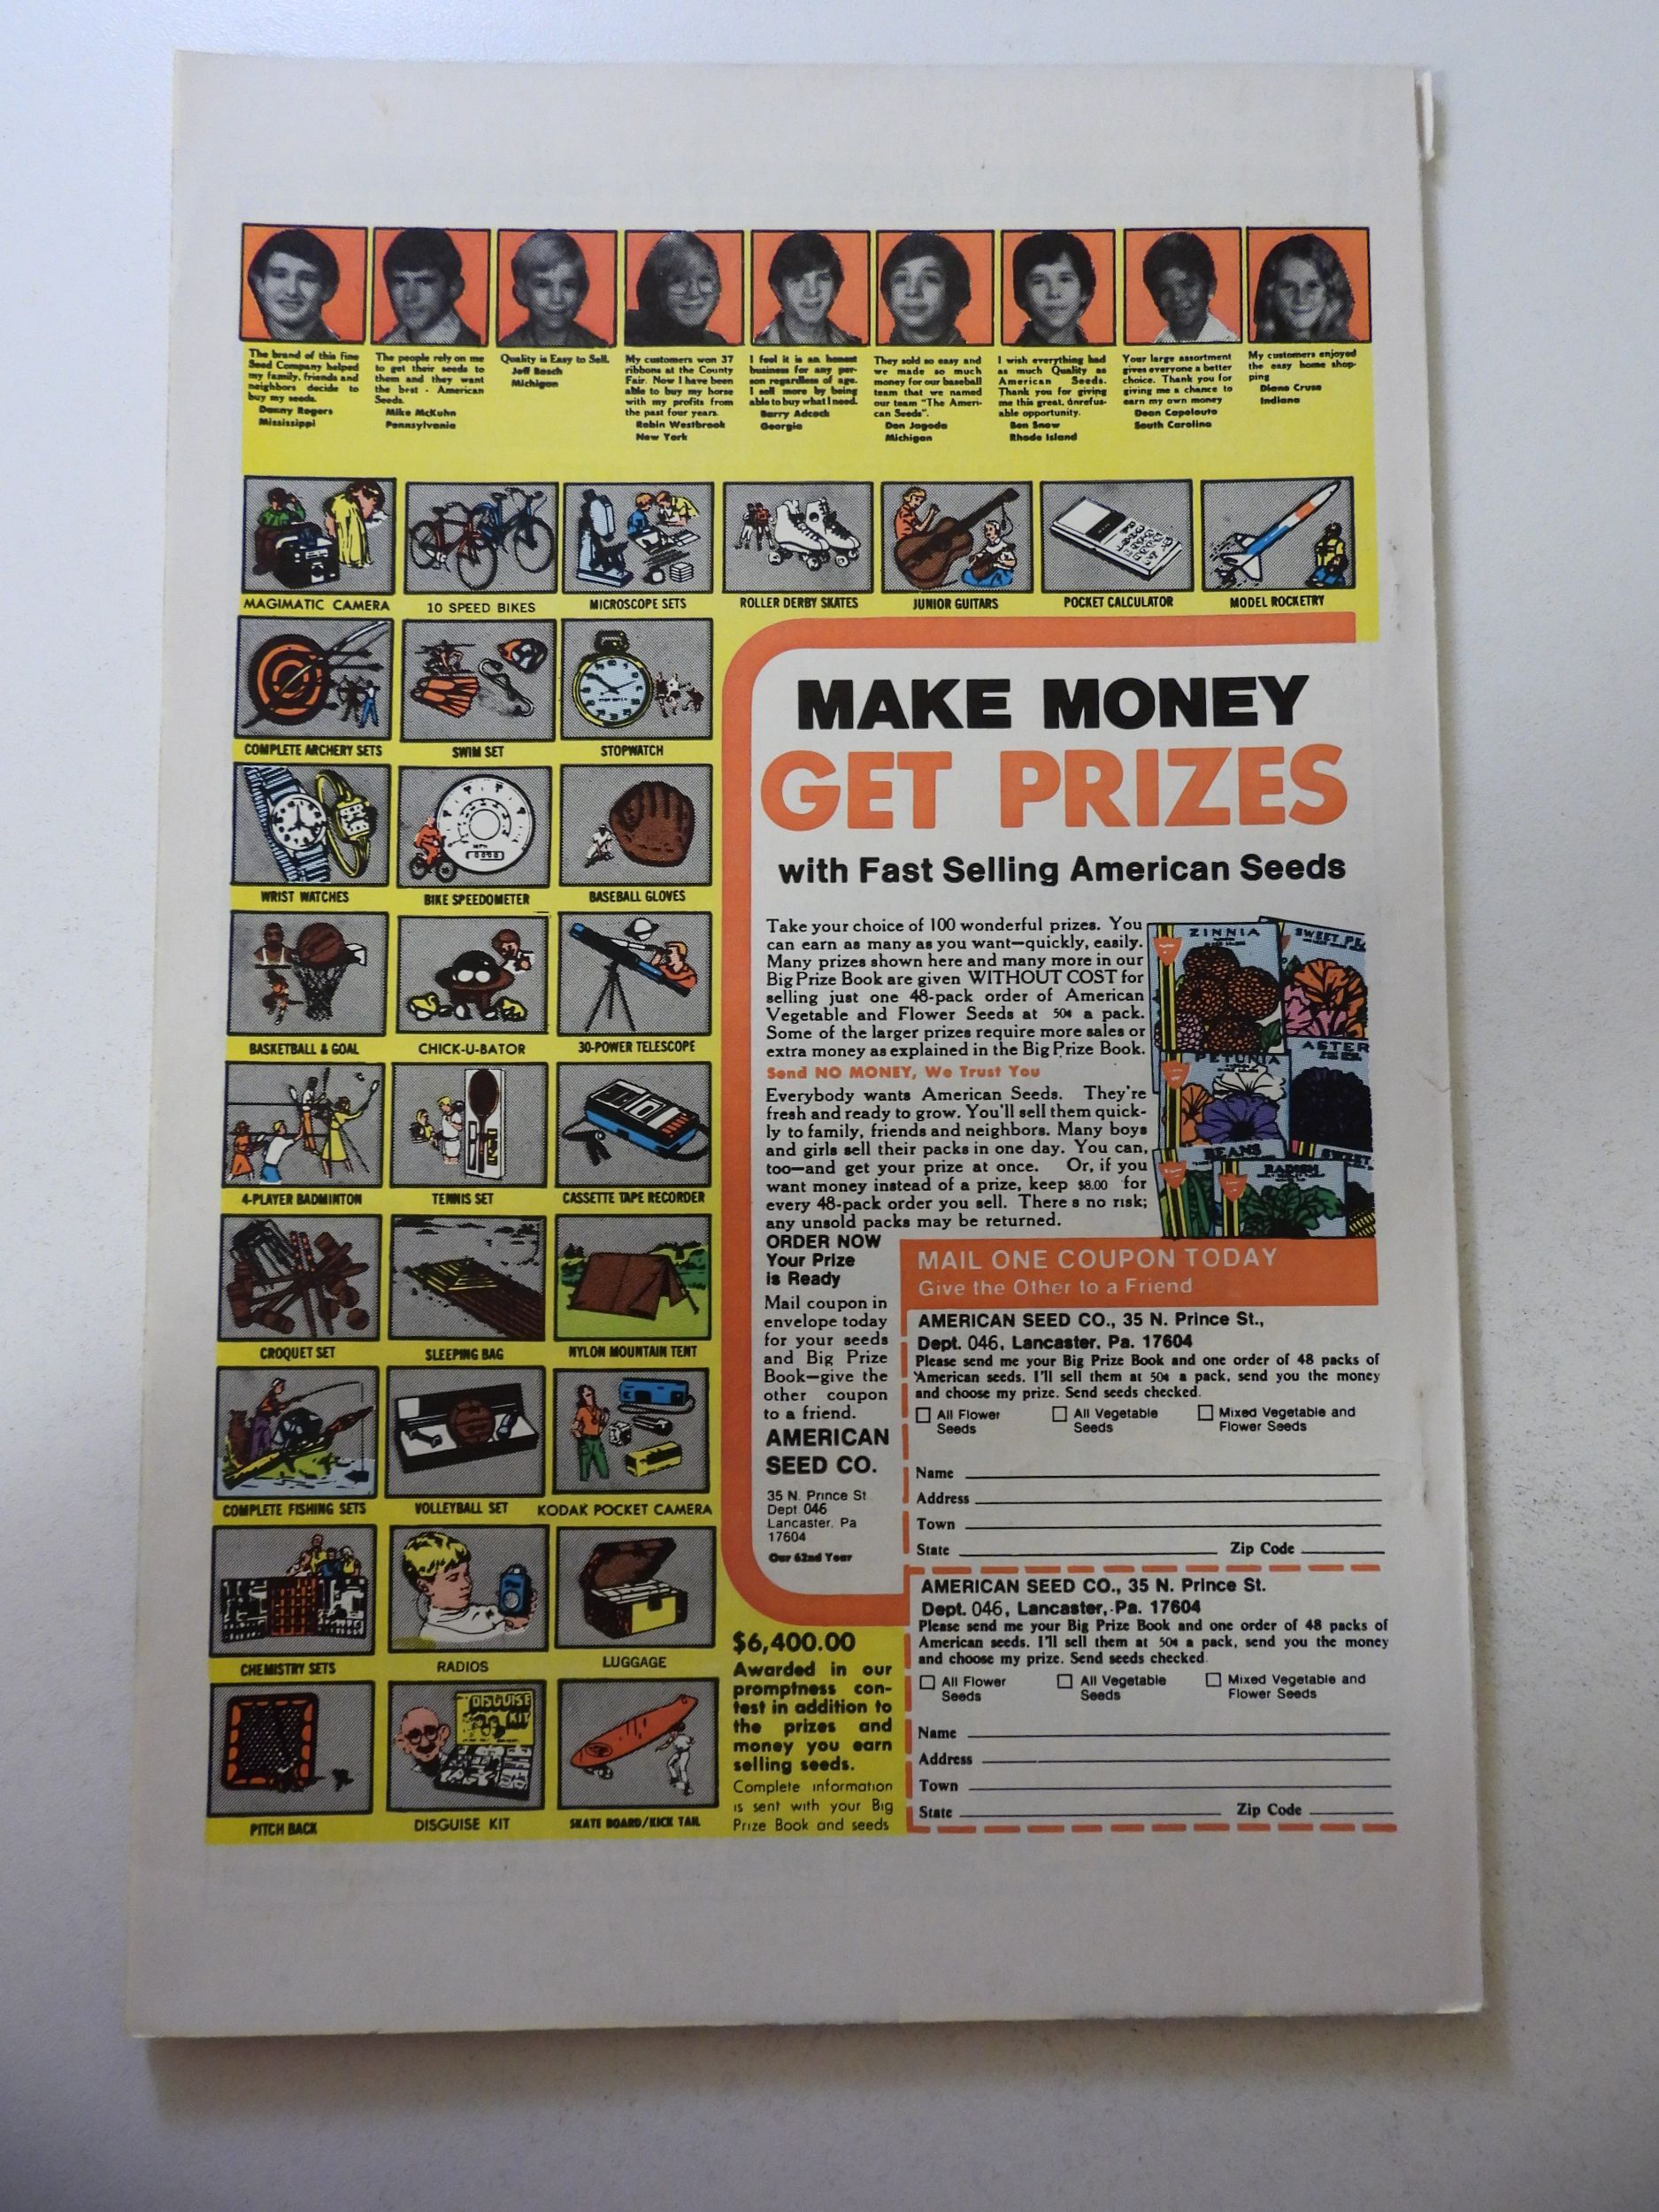 The brand of this fine
Seed Company helped
my family, friends and
neighbors decide to
buy my seeds.
Danny Rogers
Mississippi
The people rely on me
to get their seeds to
them and they want
the best - American
Seeds.
Mike McKuhn
Pennsylvania
Quality is Easy to Sell.
Jeff Bosch
Michigan
My customers won 37
ribbons at the County
Fair. Now I have been
able to buy my horse
with my profits from
the past four years.
Robin Westbrook
New York
I feel it is an honest
business for any per-
son regardless of age.
I sell more by being
able to buy what I need.
Barry Adcock
Georgia
They sold so easy and
we made so much
money for our baseball
team that we named
our team "The Ameri-
can Seeds".
Don Jagoda
Michigan
I wish everything had
as much Quality as
American Seeds.
Thank you for giving
me this great, unrefus-
able opportunity.
Ben Snow
Rhode Island
Your large assortment
gives everyone a better
choice. Thank you for
giving me a chance to
earn my own money
Dean Capelouto
South Carolina
My customers enjoyed
the easy home shop-
ping
Diane Cruse
Indiana
MAGIMATIC CAMERA
10 SPEED BIKES
MICROSCOPE SETS
ROLLER DERBY SKATES
JUNIOR GUITARS
POCKET CALCULATOR
MODEL ROCKETRY
COMPLETE ARCHERY SETS
SWIM SET
STOPWATCH
WRIST WATCHES
MPH
BIKE SPEEDOMETER
BASEBALL GLOVES
BASKETBALL & GOAL
CHICK-U-BATOR
30-POWER TELESCOPE
4-PLAYER BADMINTON
TENNIS SET
CASSETTE TAPE RECORDER
CROQUET SET
SLEEPING BAG
NYLON MOUNTAIN TENT
COMPLETE FISHING SETS
VOLLEYBALL SET
KODAK POCKET CAMERA
CHEMISTRY SETS
RADIOS
LUGGAGE
PITCH BACK
DISGUISE
KIT
DISGUISE KIT
SKATE BOARD/KICK TAIL
MAKE MONEY
GET PRIZES
with Fast Selling American Seeds
Take your choice of 100 wonderful prizes. You
can earn as many as you want—quickly, easily.
Many prizes shown here and many more in our
Big Prize Book are given WITHOUT COST for
selling just one 48-pack order of American
Vegetable and Flower Seeds at 50¢ a pack.
Some of the larger prizes require more sales or
extra money as explained in the Big Prize Book.
Send NO MONEY, We Trust You
Everybody wants American Seeds. They're
fresh and ready to grow. You'll sell them quick-
ly to family, friends and neighbors. Many boys
and girls sell their packs in one day. You can,
too—and get your prize at once. Or, if you
want money instead of a prize, keep $8.00 for
every 48-pack order you sell. There s no risk;
any unsold packs may be returned.
ZINNIA
SWEET PE
ASTER
PETUNIA
BEANS
RADISH
SWEET
ORDER NOW
Your Prize
is Ready
Mail coupon in
envelope today
for your seeds
and Big Prize
Book—give the
other coupon
to a friend.
AMERICAN
SEED CO.
35 N. Prince St
Dept 046
Lancaster, Pa
17604
Our 62nd Year
MAIL ONE COUPON TODAY
Give the Other to a Friend
AMERICAN SEED CO., 35 N. Prince St.,
Dept. 046, Lancaster, Pa. 17604
Please send me your Big Prize Book and one order of 48 packs of
American seeds. I'll sell them at 50¢ a pack, send you the money
and choose my prize. Send seeds checked.
All Flower
Seeds
All Vegetable
Seeds
Mixed Vegetable and
Flower Seeds
Name
Address
Town
State Zip Code
AMERICAN SEED CO., 35 N. Prince St.
Dept. 046, Lancaster, Pa. 17604
Please send me your Big Prize Book and one order of 48 packs of
American seeds. I'll sell them at 50¢ a pack, send you the money
and choose my prize. Send seeds checked.
All Flower
Seeds
All Vegetable
Seeds
Mixed Vegetable and
Flower Seeds
Name
Address
Town
State Zip Code
$6,400.00
Awarded in our
promptness con-
test in addition to
the prizes and
money you earn
selling seeds.
Complete information
is sent with your Big
Prize Book and seeds